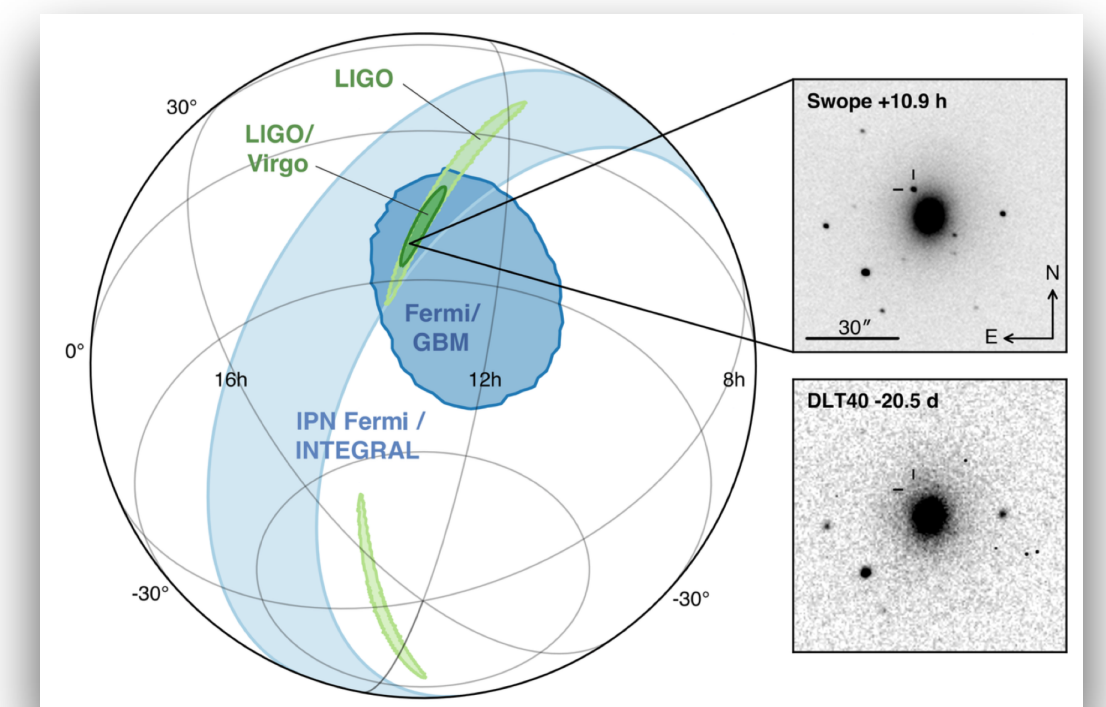 LIGO
30°
LIGO/
Virgo
Swope +10.9 h
N
E
30″
Fermi/
GBM
0°
16h
12h
8h
IPN Fermi /
INTEGRAL
DLT40 -20.5 d
-30°
-30°